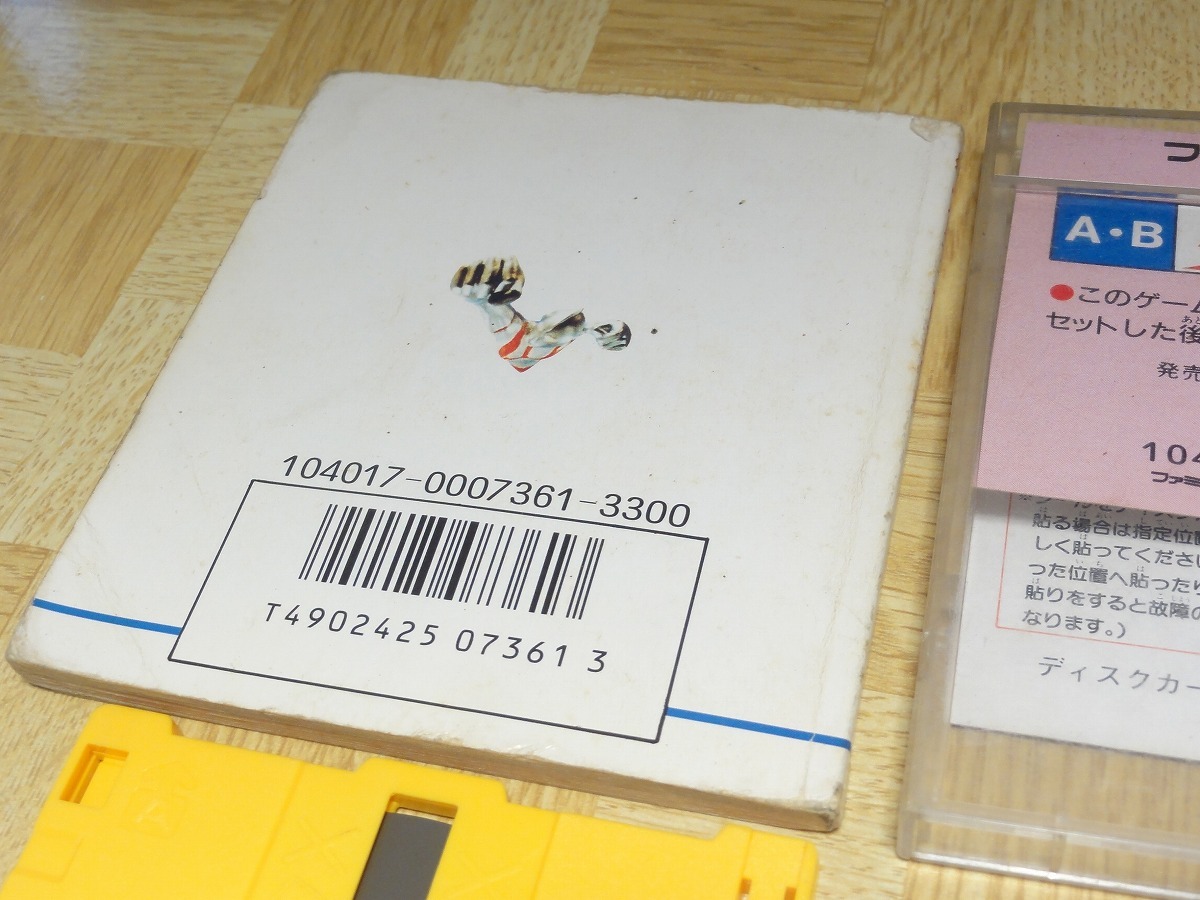 104017-0007361-3300
T4902425 07361 3
フ
A・B
●このゲーム
セットした後
あと
発売
104
ファミ
貼る場合は指定位置
しく貼ってください
った位置へ貼ったり
貼りをすると故障の
なります。)
ディスクカー